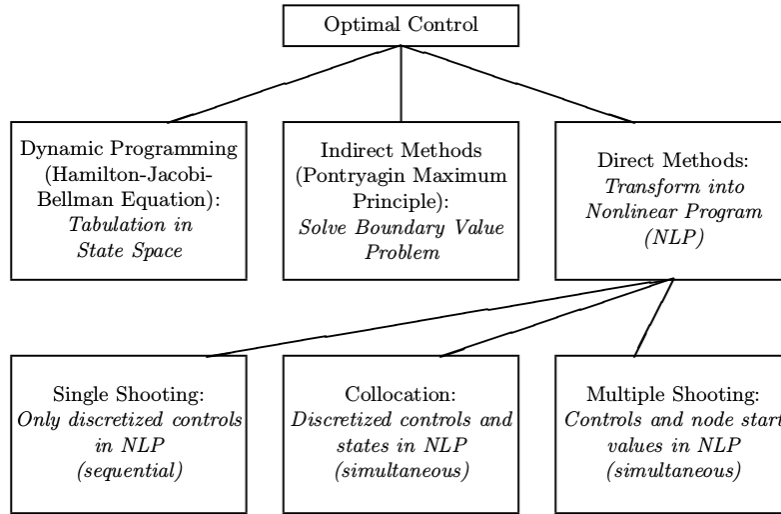 Optimal Control
Dynamic Programming
(Hamilton-Jacobi-
Bellman Equation):
Tabulation in
State Space
Indirect Methods
(Pontryagin Maximum
Principle):
Solve Boundary Value
Problem
Direct Methods:
Transform into
Nonlinear Program
(NLP)
Single Shooting:
Only discretized controls
in NLP
(sequential)
Collocation:
Discretized controls and
states in NLP
(simultaneous)
Multiple Shooting:
Controls and node start
values in NLP
(simultaneous)